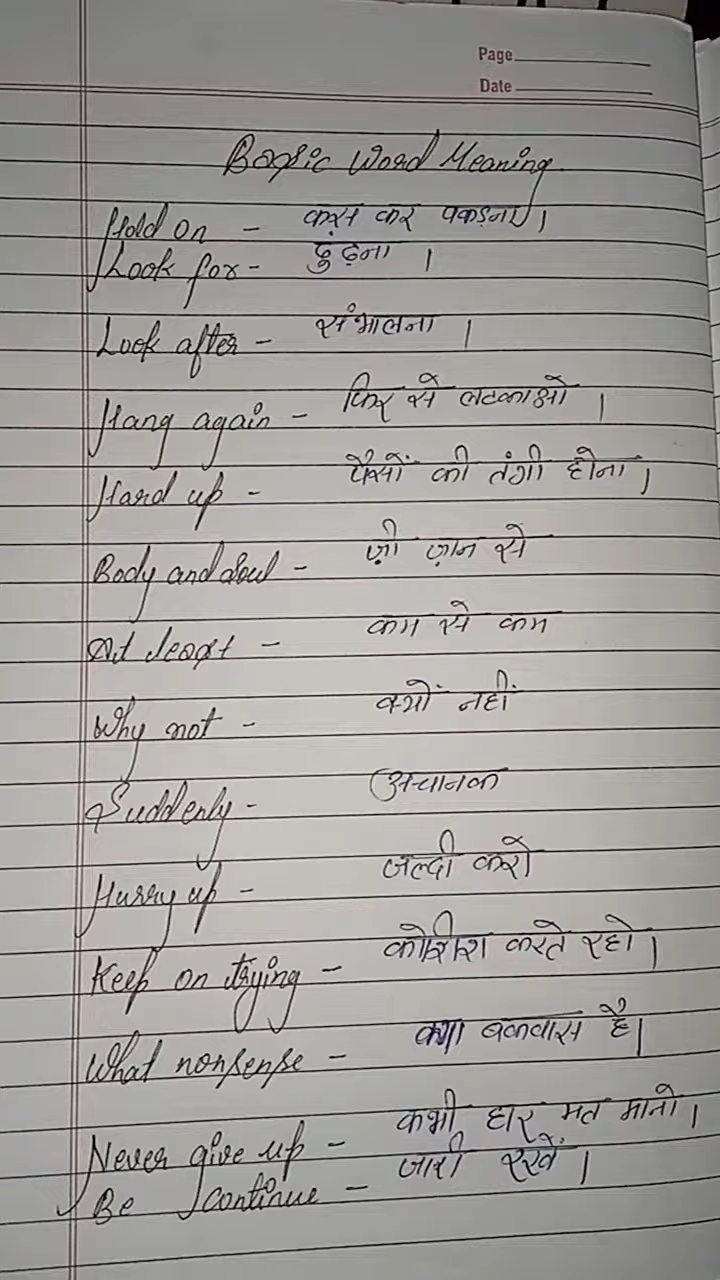 Page
Date
Basic Word Meaning
Hold on - कस कर पकड़ना।
Look for - ढुंढ़ना ।
Look after - संभालना ।
Hang again - फिर से लटकाओ ।
Hard up - पैसों की तंगी होना।
Body and Soul - ज़ी ज़ान से
At least - कम से कम
Why not - क्यों नहीं
Suddenly - अचानक
Hurry up - जल्दी करो
Keep on trying - कोशिश करते रहो।
What nonsense - क्या बकवास है।
Never give up - कभी हार मत मानो।
Be continue - जारी रखें।